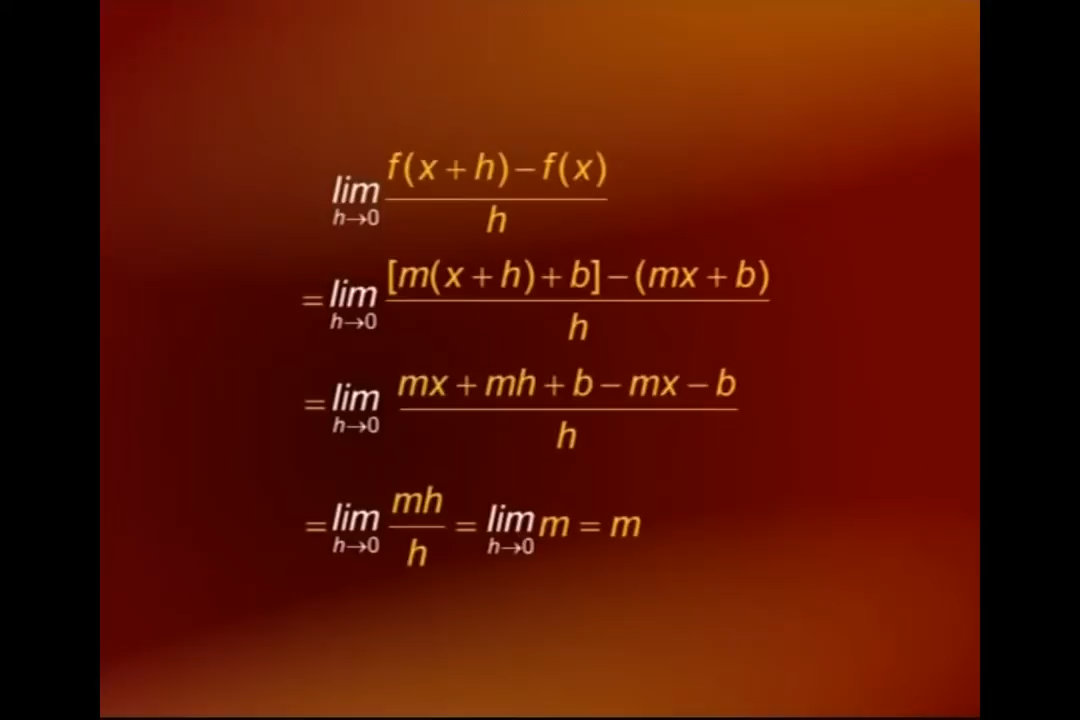 lim h→0 f(x + h) – f(x) / h
= lim h→0 [m(x + h) + b] – (mx + b) / h
= lim h→0 mx + mh + b – mx – b / h
= lim h→0 mh / h = lim h→0 m = m